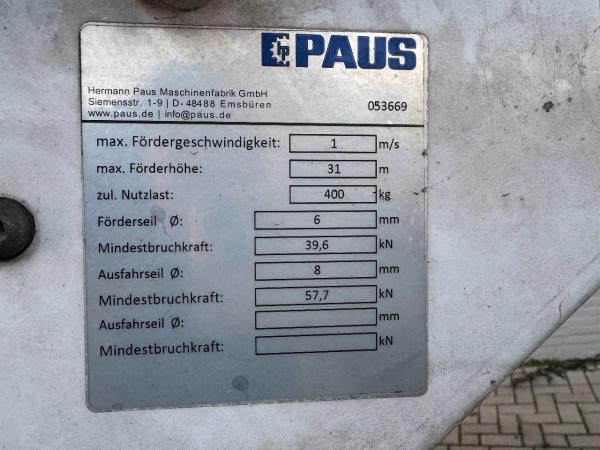 PAUS
Hermann Paus Maschinenfabrik GmbH
Siemensstr. 1-9 | D- 48488 Emsbüren
www.paus.de | info@paus.de
053669
max. Fördergeschwindigkeit: 1 m/s
max. Förderhöhe: 31 m
zul. Nutzlast: 400 kg
Förderseil Ø: 6 mm
Mindestbruchkraft: 39,6 kN
Ausfahrseil Ø: 8 mm
Mindestbruchkraft: 57,7 kN
Ausfahrseil Ø: mm
Mindestbruchkraft: kN